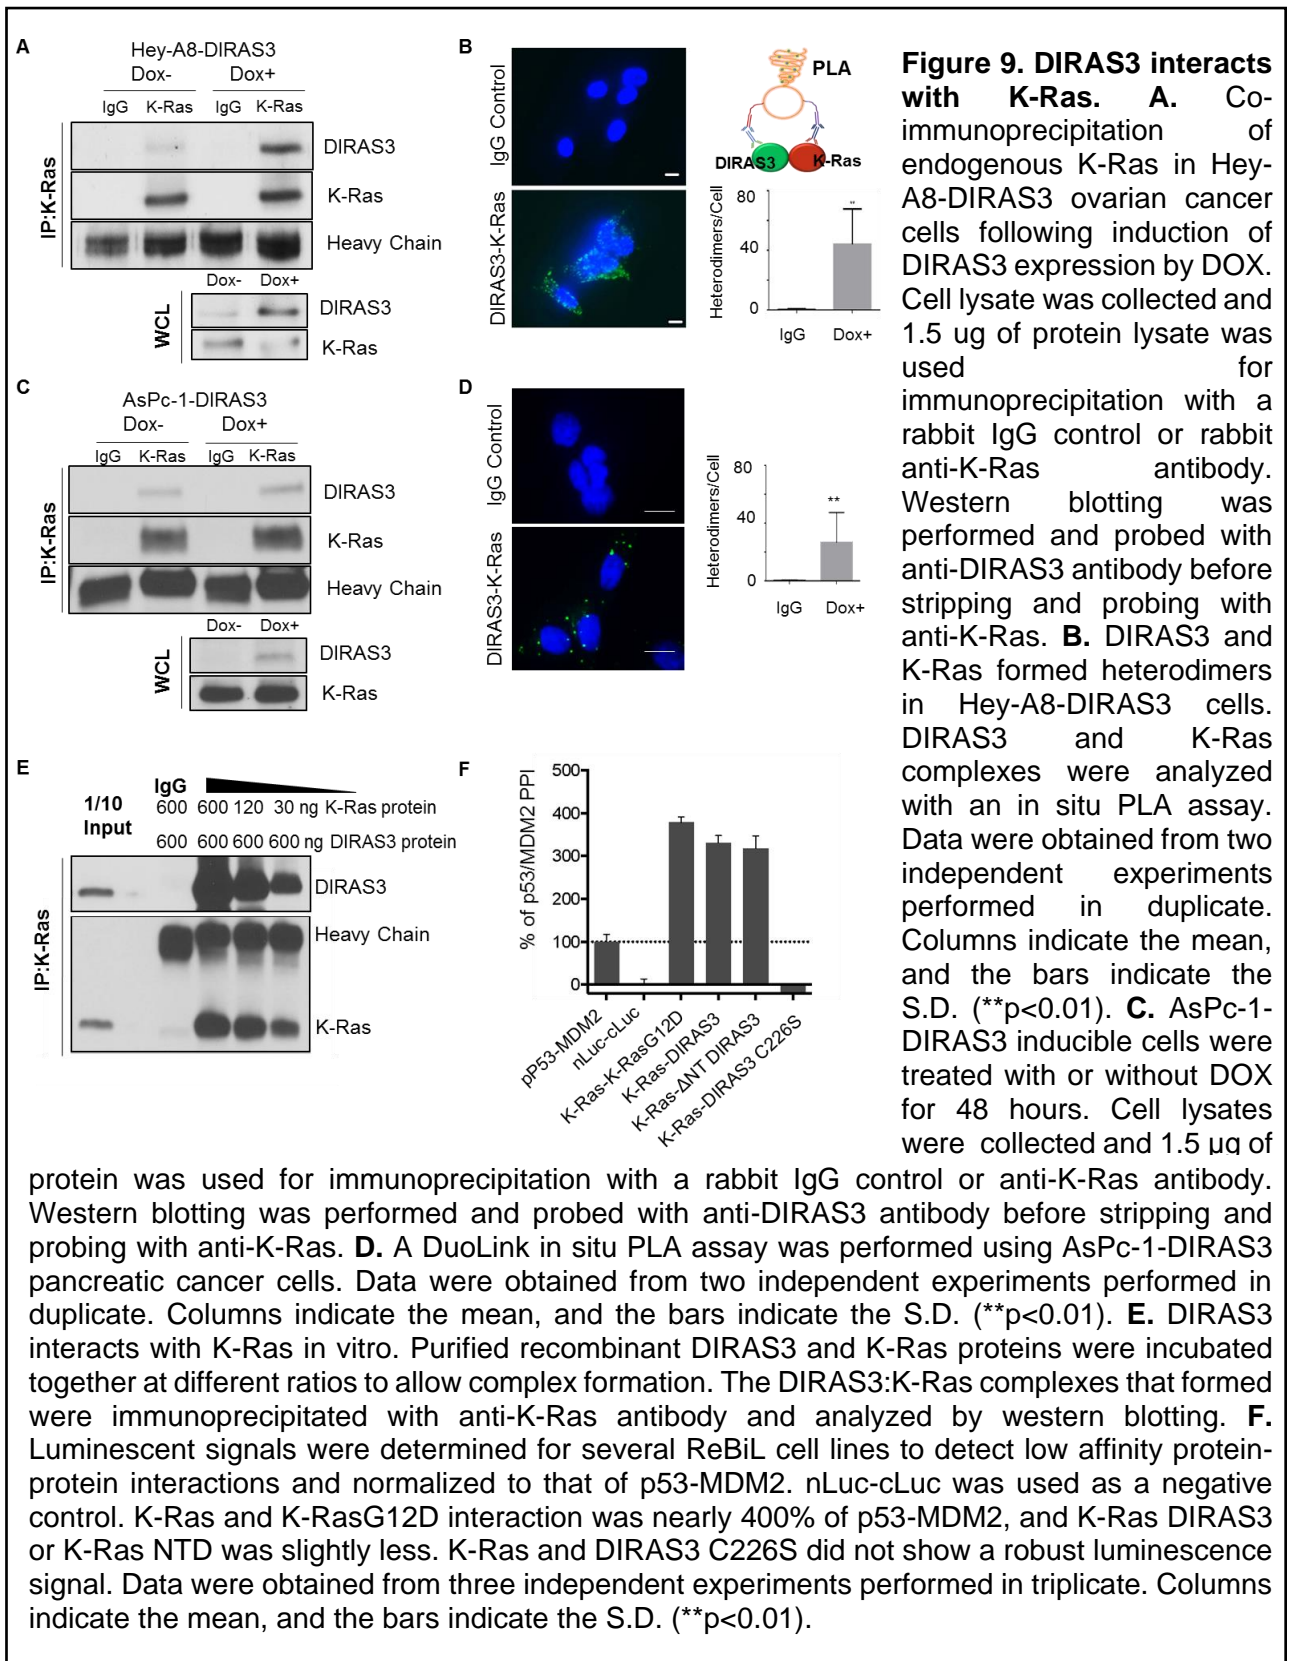 A
Hey-A8-DIRAS3
Dox- Dox+
IgG K-Ras IgG K-Ras
IP:K-Ras
DIRAS3
K-Ras
Heavy Chain
Dox- Dox+
WCL
DIRAS3
K-Ras
B
IgG Control
DIRAS3-K-Ras
PLA
DIRAS3 K-Ras
Heterodimers/Cell
80
40
0
**
IgG Dox+
C
AsPc-1-DIRAS3
Dox- Dox+
IgG K-Ras IgG K-Ras
IP:K-Ras
DIRAS3
K-Ras
Heavy Chain
Dox- Dox+
WCL
DIRAS3
K-Ras
D
IgG Control
DIRAS3-K-Ras
Heterodimers/Cell
80
40
0
**
IgG Dox+
E
IgG
1/10
Input
600 600 120 30 ng K-Ras protein
600 600 600 600 ng DIRAS3 protein
IP:K-Ras
DIRAS3
Heavy Chain
K-Ras
F
% of p53/MDM2 PPI
500
400
300
200
100
0
pP53-MDM2
nLuc-cLuc
K-Ras-K-RasG12D
K-Ras-DIRAS3
K-Ras-ΔNT DIRAS3
K-Ras-DIRAS3 C226S
Figure 9. DIRAS3 interacts
with K-Ras. A. Co-
immunoprecipitation of
endogenous K-Ras in Hey-
A8-DIRAS3 ovarian cancer
cells following induction of
DIRAS3 expression by DOX.
Cell lysate was collected and
1.5 ug of protein lysate was
used for
immunoprecipitation with a
rabbit IgG control or rabbit
anti-K-Ras antibody.
Western blotting was
performed and probed with
anti-DIRAS3 antibody before
stripping and probing with
anti-K-Ras. B. DIRAS3 and
K-Ras formed heterodimers
in Hey-A8-DIRAS3 cells.
DIRAS3 and K-Ras
complexes were analyzed
with an in situ PLA assay.
Data were obtained from two
independent experiments
performed in duplicate.
Columns indicate the mean,
and the bars indicate the
S.D. (**p<0.01). C. AsPc-1-
DIRAS3 inducible cells were
treated with or without DOX
for 48 hours. Cell lysates
were collected and 1.5 µg of
protein was used for immunoprecipitation with a rabbit IgG control or anti-K-Ras antibody.
Western blotting was performed and probed with anti-DIRAS3 antibody before stripping and
probing with anti-K-Ras. D. A DuoLink in situ PLA assay was performed using AsPc-1-DIRAS3
pancreatic cancer cells. Data were obtained from two independent experiments performed in
duplicate. Columns indicate the mean, and the bars indicate the S.D. (**p<0.01). E. DIRAS3
interacts with K-Ras in vitro. Purified recombinant DIRAS3 and K-Ras proteins were incubated
together at different ratios to allow complex formation. The DIRAS3:K-Ras complexes that formed
were immunoprecipitated with anti-K-Ras antibody and analyzed by western blotting. F.
Luminescent signals were determined for several ReBiL cell lines to detect low affinity protein-
protein interactions and normalized to that of p53-MDM2. nLuc-cLuc was used as a negative
control. K-Ras and K-RasG12D interaction was nearly 400% of p53-MDM2, and K-Ras DIRAS3
or K-Ras NTD was slightly less. K-Ras and DIRAS3 C226S did not show a robust luminescence
signal. Data were obtained from three independent experiments performed in triplicate. Columns
indicate the mean, and the bars indicate the S.D. (**p<0.01).